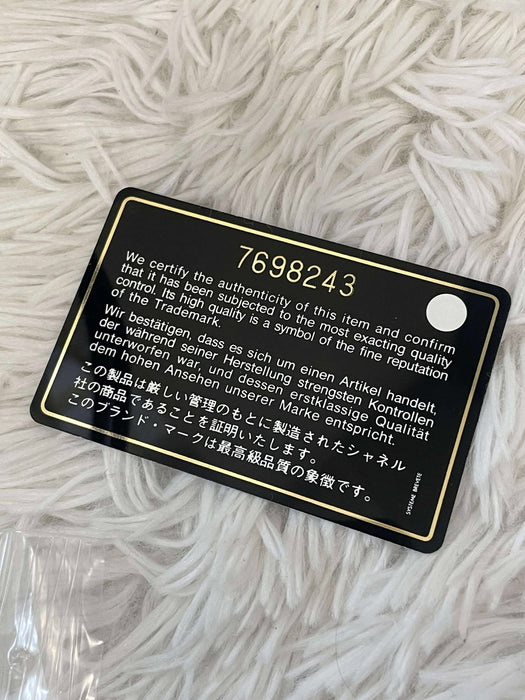 7698243
We certify the authenticity of this item and confirm
that it has been subjected to the most exacting quality
control. Its high quality is a symbol of the fine reputation
of the Trademark.
Wir bestätigen, dass es sich um einen Artikel handelt,
der während seiner Herstellung strengsten Kontrollen
unterworfen war, und dessen erstklassige Qualität
dem hohen Ansehen unserer Marke entspricht.
この製品は厳しい管理のもとに製造されたシャネル
社の商品であることを証明いたします。
このブランド・マークは最高級品質の象徴です。
SYSTEME BREVETE